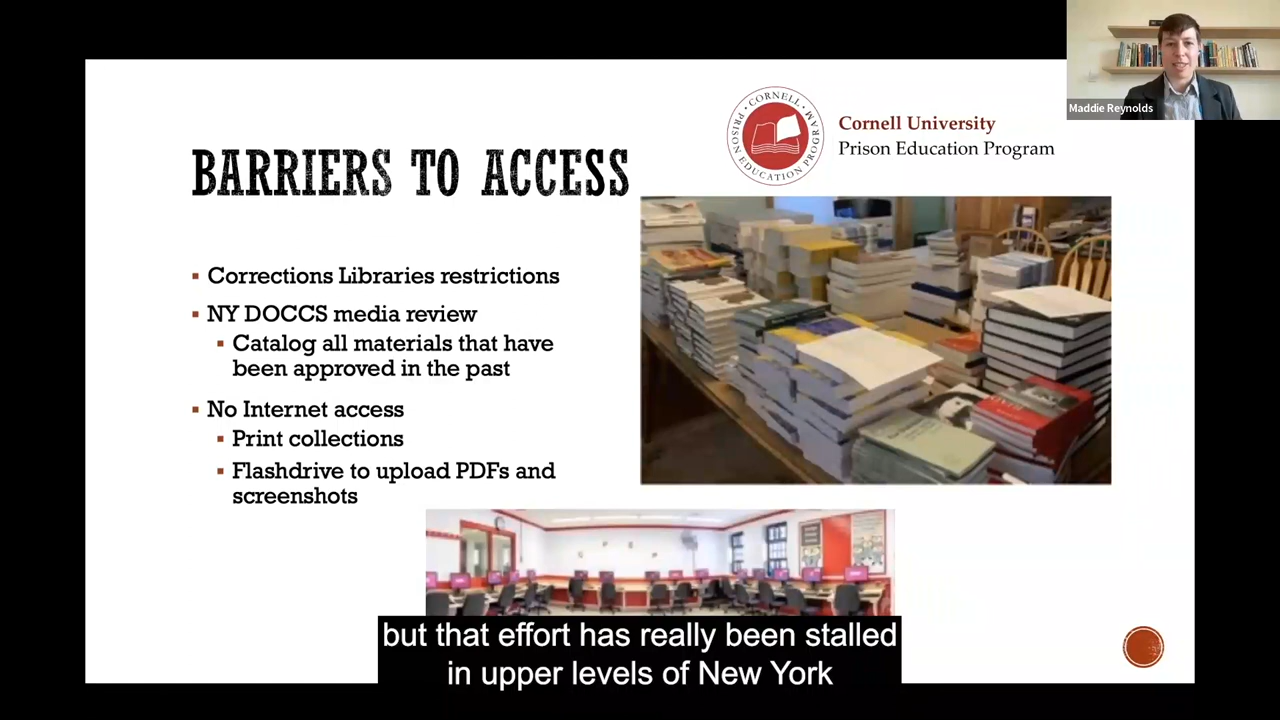 Maddie Reynolds
CORNELL
PRISON EDUCATION PROGRAM
Cornell University
Prison Education Program
BARRIERS TO ACCESS
▪ Corrections Libraries restrictions
▪ NY DOCCS media review
▪ Catalog all materials that have
been approved in the past
▪ No Internet access
▪ Print collections
▪ Flashdrive to upload PDFs and
screenshots
but that effort has really been stalled
in upper levels of New York